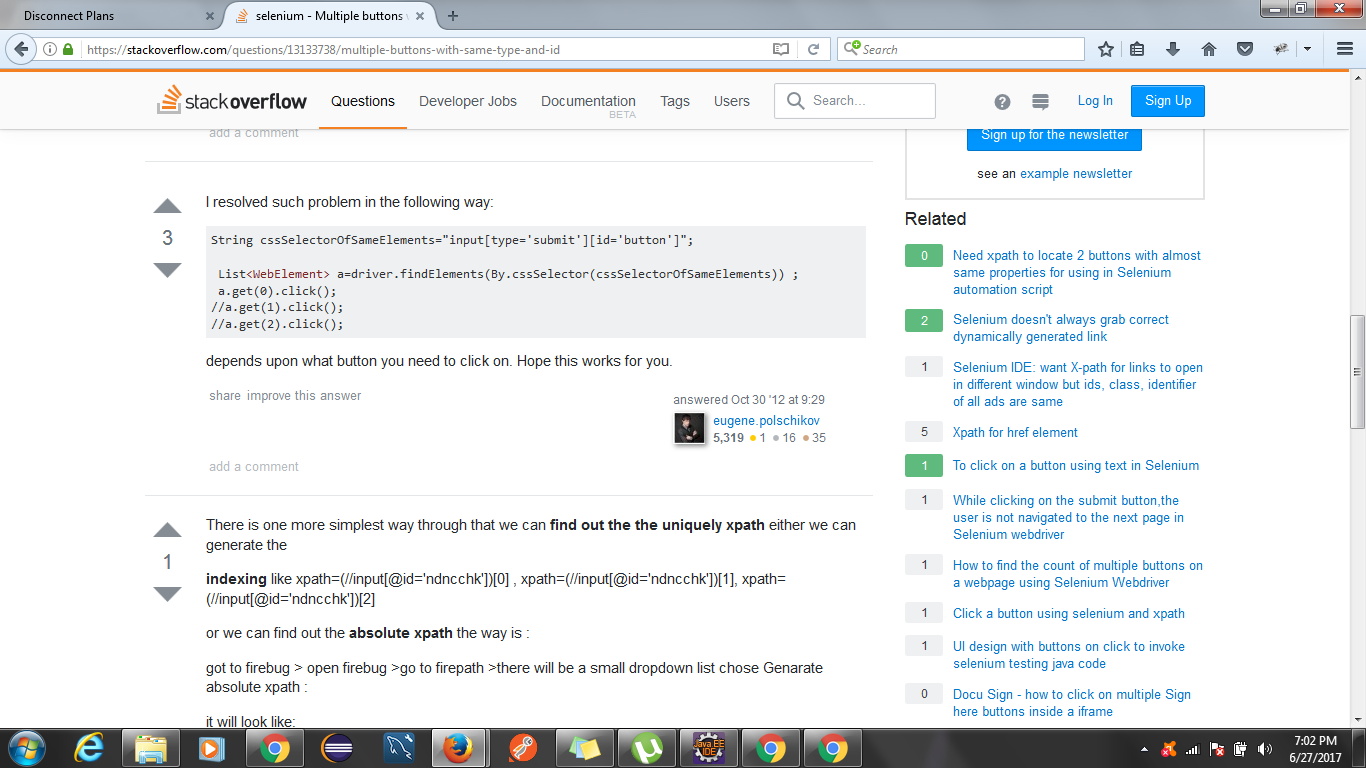 Disconnect Plans
selenium - Multiple buttons
https://stackoverflow.com/questions/13133738/multiple-buttons-with-same-type-and-id
Search
stackoverflow
Questions
Developer Jobs
Documentation
BETA
Tags
Users
Search...
Log In
Sign Up
add a comment
3
I resolved such problem in the following way:
String cssSelectorOfSameElements="input[type='submit'][id='button']";
List<WebElement> a=driver.findElements(By.cssSelector(cssSelectorOfSameElements)) ;
a.get(0).click();
//a.get(1).click();
//a.get(2).click();
depends upon what button you need to click on. Hope this works for you.
share improve this answer
answered Oct 30 '12 at 9:29
eugene.polschikov
5,319 ●1 ●16 ●35
add a comment
1
There is one more simplest way through that we can find out the the uniquely xpath either we can
generate the
indexing like xpath=(//input[@id='ndncchk'])[0] , xpath=(//input[@id='ndncchk'])[1], xpath=
(//input[@id='ndncchk'])[2]
or we can find out the absolute xpath the way is :
got to firebug > open firebug >go to firepath >there will be a small dropdown list chose Genarate
absolute xpath :
it will look like:
Sign up for the newsletter
see an example newsletter
Related
0
Need xpath to locate 2 buttons with almost
same properties for using in Selenium
automation script
2
Selenium doesn't always grab correct
dynamically generated link
1
Selenium IDE: want X-path for links to open
in different window but ids, class, identifier
of all ads are same
5
Xpath for href element
1
To click on a button using text in Selenium
1
While clicking on the submit button,the
user is not navigated to the next page in
Selenium webdriver
1
How to find the count of multiple buttons on
a webpage using Selenium Webdriver
1
Click a button using selenium and xpath
1
UI design with buttons on click to invoke
selenium testing java code
0
Docu Sign - how to click on multiple Sign
here buttons inside a iframe
Java EE
IDE
7:02 PM
6/27/2017